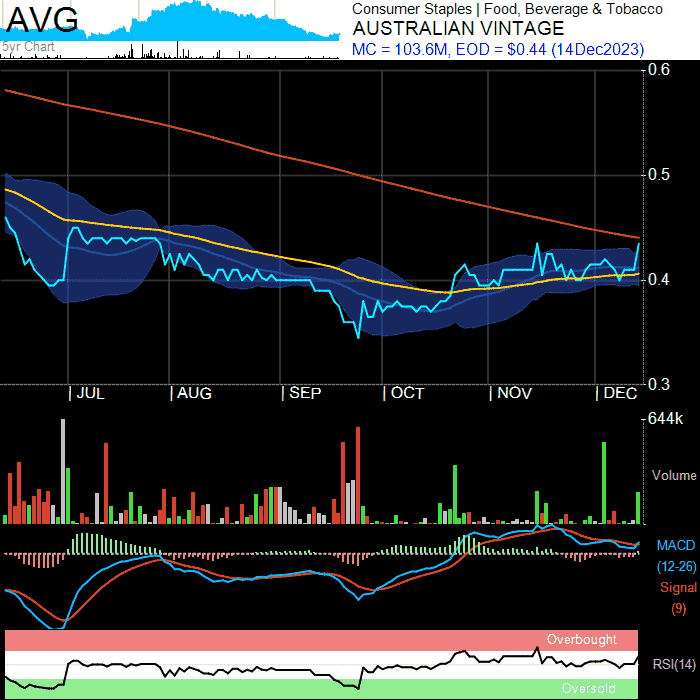 AVG
5yr Chart
Consumer Staples | Food, Beverage & Tobacco
AUSTRALIAN VINTAGE
MC = 103.6M, EOD = $0.44 (14Dec2023)
0.6
0.5
0.4
0.3
JUL AUG SEP OCT NOV DEC
644k
Volume
MACD
(12-26)
Signal
(9)
Overbought
RSI(14)
Oversold